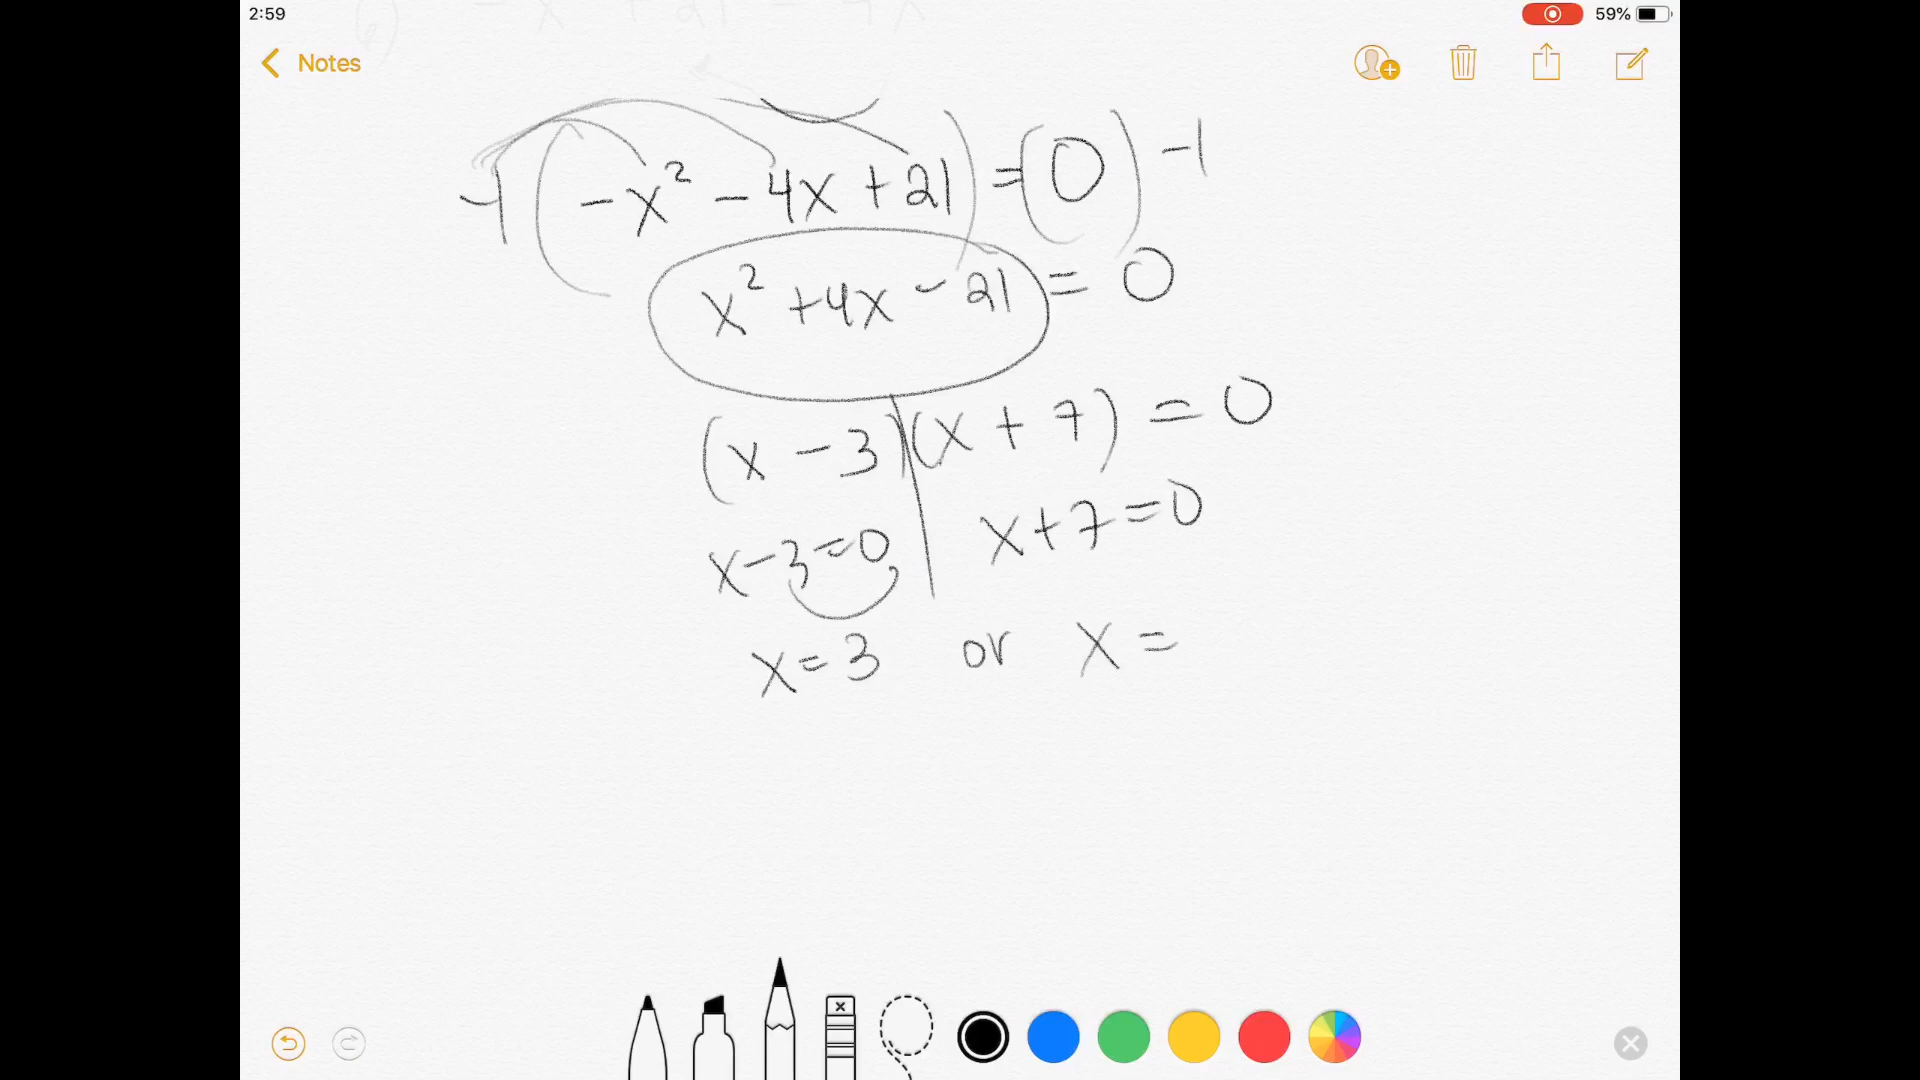 2:59
59%
Notes
-1(-x² - 4x + 21) = (0) -1
x² + 4x - 21 = 0
(x - 3)(x + 7) = 0
x - 3 = 0 x + 7 = 0
x = 3 or x =